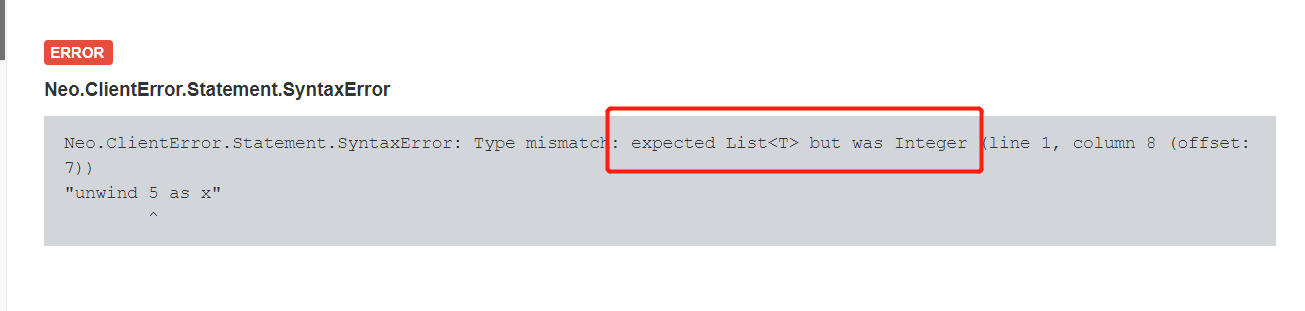 ERROR
Neo.ClientError.Statement.SyntaxError
Neo.ClientError.Statement.SyntaxError: Type mismatch: expected List<T> but was Integer (line 1, column 8 (offset:
7))
"unwind 5 as x"
^